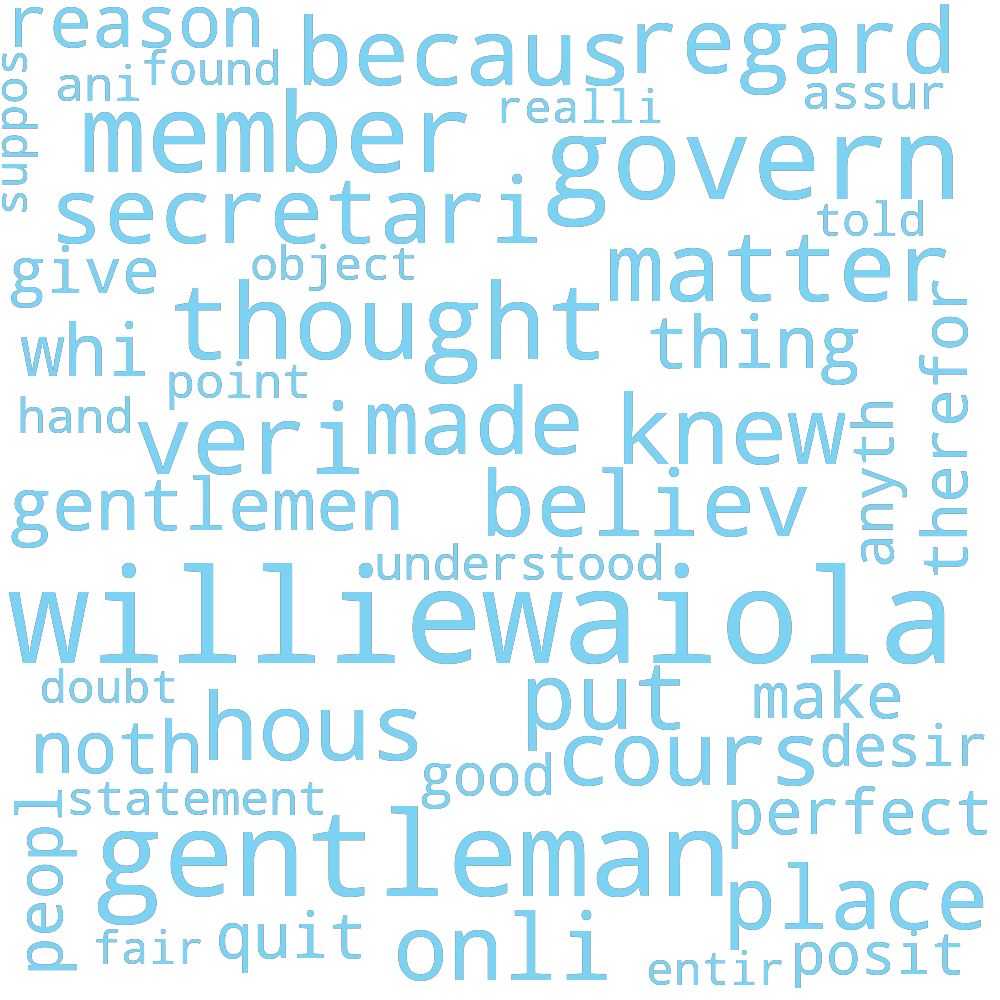 reason
becaus
regard
suppos
ani
found
realli
assur
member
govern
secretari
told
give
object
matter
thought
therefor
whi
thing
point
hand
veri
made
knew
anyth
gentlemen
believ
understood
williewaiola
doubt
put
make
hous
noth
cours
desir
good
statement
peopl
perfect
gentleman
place
fair
quit
onli
entir
posit